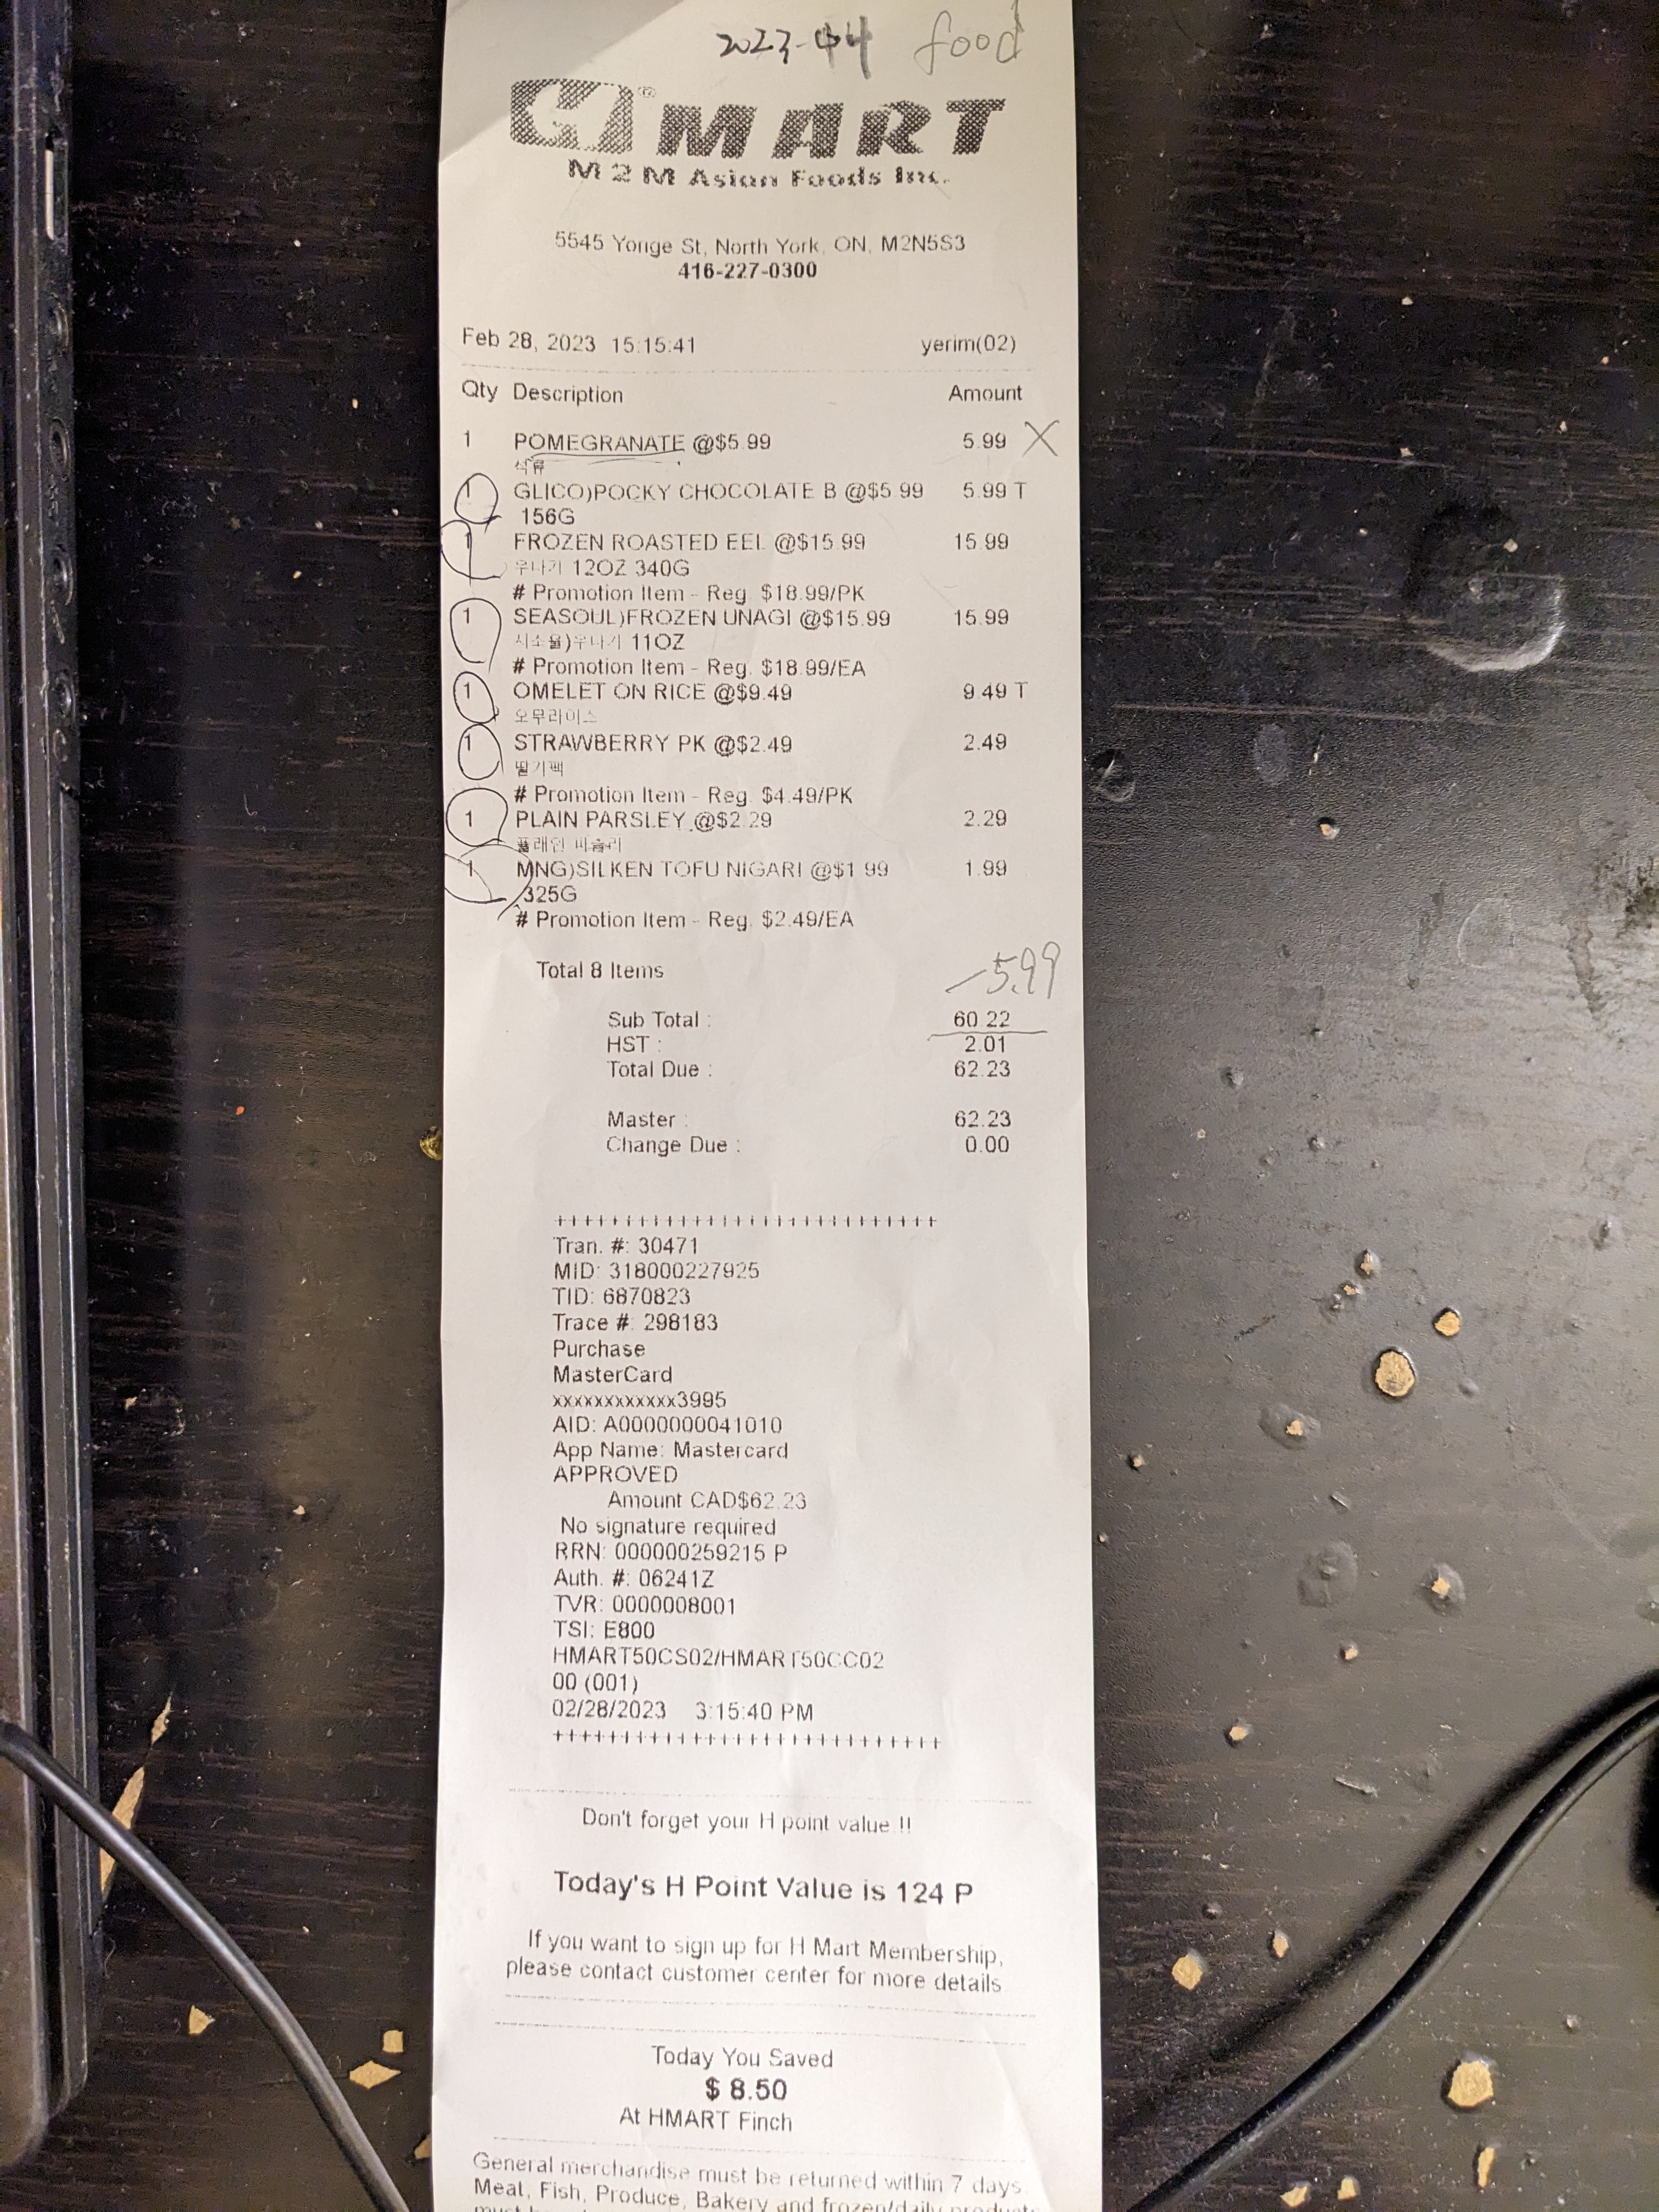 2023-44 food
H MART
M2M Asian Foods Inc.
5545 Yonge St, North York, ON, M2N5S3
416-227-0300
Feb 28, 2023 15:15:41 yerim(02)
Qty Description Amount
1 POMEGRANATE @$5.99 5.99 X
석류
1 GLICO)POCKY CHOCOLATE B @$5.99 5.99 T
156G
1 FROZEN ROASTED EEL @$15.99 15.99
우나기 12OZ 340G
# Promotion Item - Reg. $18.99/PK
1 SEASOUL)FROZEN UNAGI @$15.99 15.99
시소울)우나기 11OZ
# Promotion Item - Reg. $18.99/EA
1 OMELET ON RICE @$9.49 9.49 T
오무라이스
1 STRAWBERRY PK @$2.49 2.49
딸기팩
# Promotion Item - Reg. $4.49/PK
1 PLAIN PARSLEY @$2.29 2.29
플래인 파슬리
1 MNG)SILKEN TOFU NIGARI @$1.99 1.99
325G
# Promotion Item - Reg. $2.49/EA
Total 8 Items -5.99
Sub Total : 60.22
HST : 2.01
Total Due : 62.23
Master : 62.23
Change Due : 0.00
++++++++++++++++++++++++++++
Tran. #: 30471
MID: 318000227925
TID: 6870823
Trace #: 298183
Purchase
MasterCard
xxxxxxxxxxxx3995
AID: A0000000041010
App Name: Mastercard
APPROVED
Amount CAD$62.23
No signature required
RRN: 000000259215 P
Auth. #: 06241Z
TVR: 0000008001
TSI: E800
HMART50CS02/HMART50CC02
00 (001)
02/28/2023 3:15:40 PM
++++++++++++++++++++++++++++
Don't forget your H point value !!
Today's H Point Value is 124 P
If you want to sign up for H Mart Membership,
please contact customer center for more details.
Today You Saved
$ 8.50
At HMART Finch
General merchandise must be returned within 7 days.
Meat, Fish, Produce, Bakery and frozen/daily products